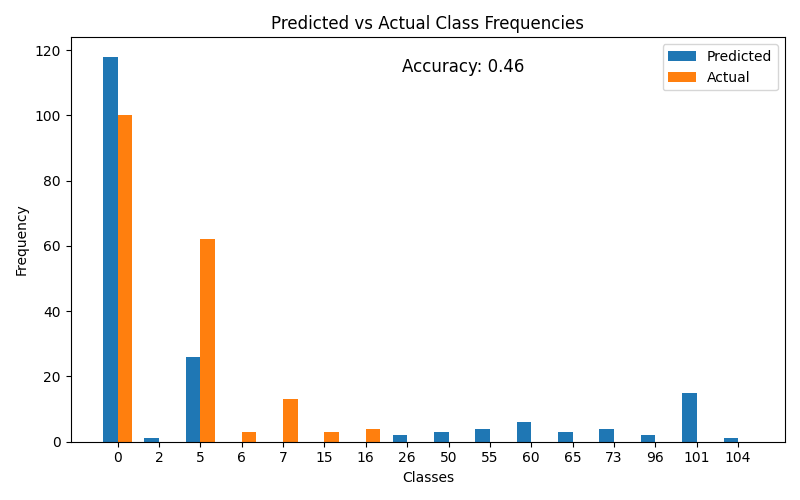 Predicted vs Actual Class Frequencies
Accuracy: 0.46
Predicted
Actual
Frequency
120
100
80
60
40
20
0
0 2 5 6 7 15 16 26 50 55 60 65 73 96 101 104
Classes